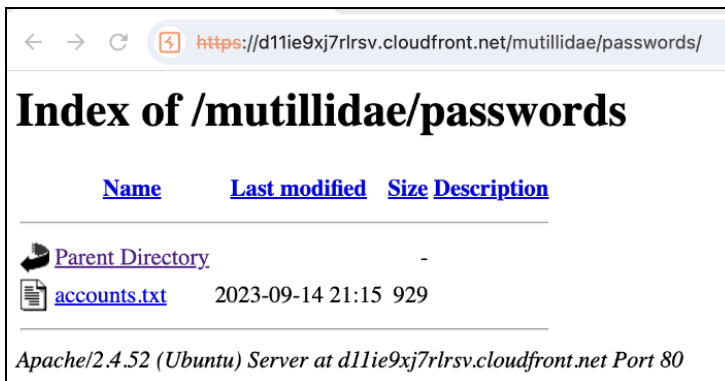 https://d11ie9xj7rlrsv.cloudfront.net/mutillidae/passwords/
Index of /mutillidae/passwords
Name Last modified Size Description
Parent Directory -
accounts.txt 2023-09-14 21:15 929
Apache/2.4.52 (Ubuntu) Server at d11ie9xj7rlrsv.cloudfront.net Port 80